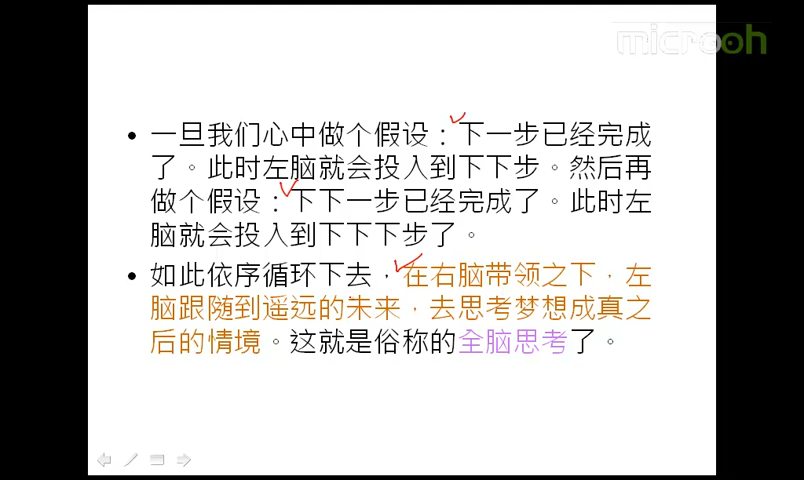 microoh
• 一旦我们心中做个假设：下一步已经完成
了。此时左脑就会投入到下下步。然后再
做个假设：下下一步已经完成了。此时左
脑就会投入到下下下步了。
• 如此依序循环下去，在右脑带领之下，左
脑跟随到遥远的未来，去思考梦想成真之
后的情境。这就是俗称的全脑思考了。